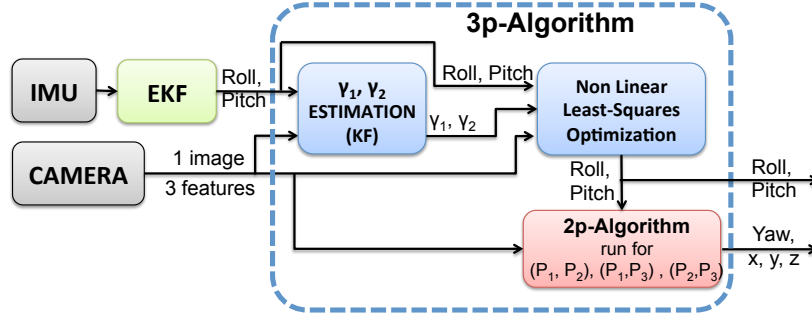 3p-Algorithm
IMU
EKF
Roll,
Pitch
γ₁, γ₂
ESTIMATION
(KF)
Roll, Pitch
γ₁, γ₂
Non Linear
Least-Squares
Optimization
CAMERA
1 image
3 features
Roll,
Pitch
Roll,
Pitch
2p-Algorithm
run for
(P₁, P₂), (P₁,P₃) , (P₂,P₃)
Yaw,
x, y, z